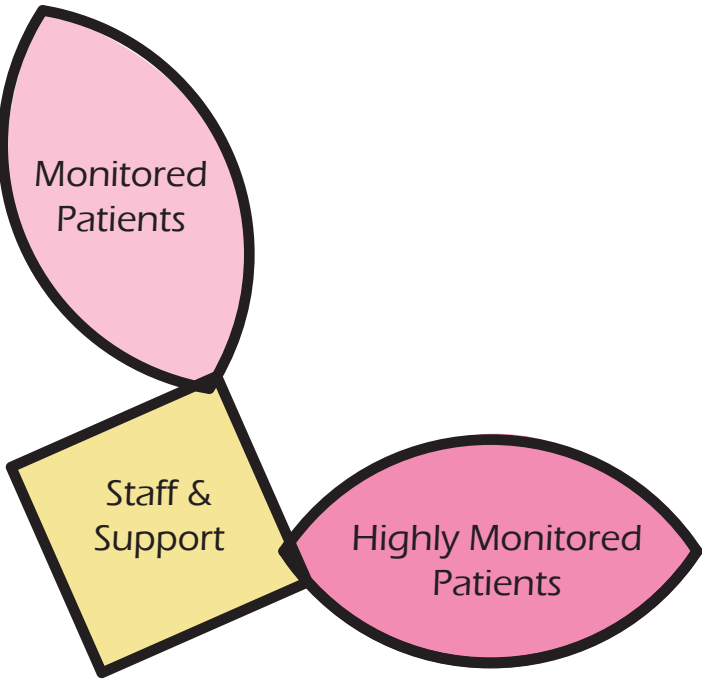 Monitored
Patients
Staff &
Support
Highly Monitored
Patients